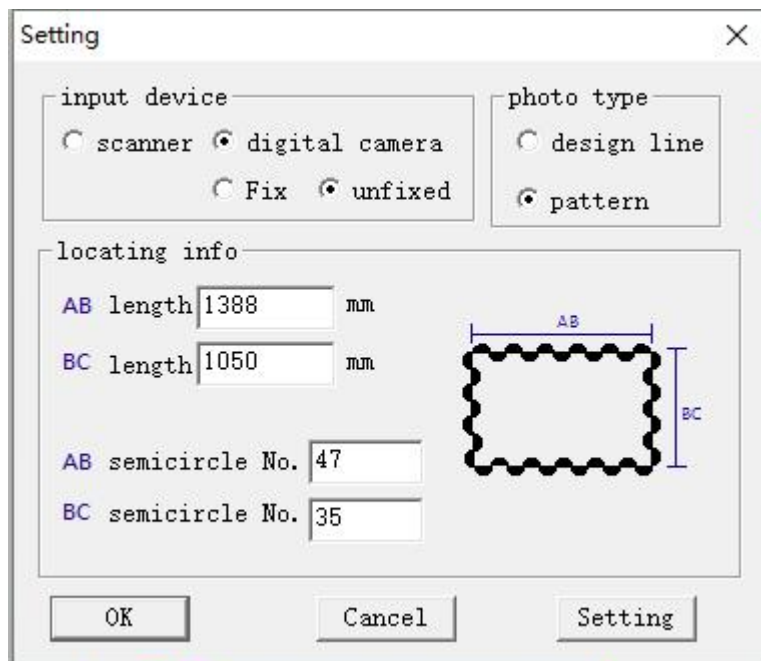 Setting
input device
scanner digital camera
Fix unfixed
photo type
design line
pattern
locating info
AB length 1388 mm
BC length 1050 mm
AB semicircle No. 47
BC semicircle No. 35
AB
BC
OK Cancel Setting